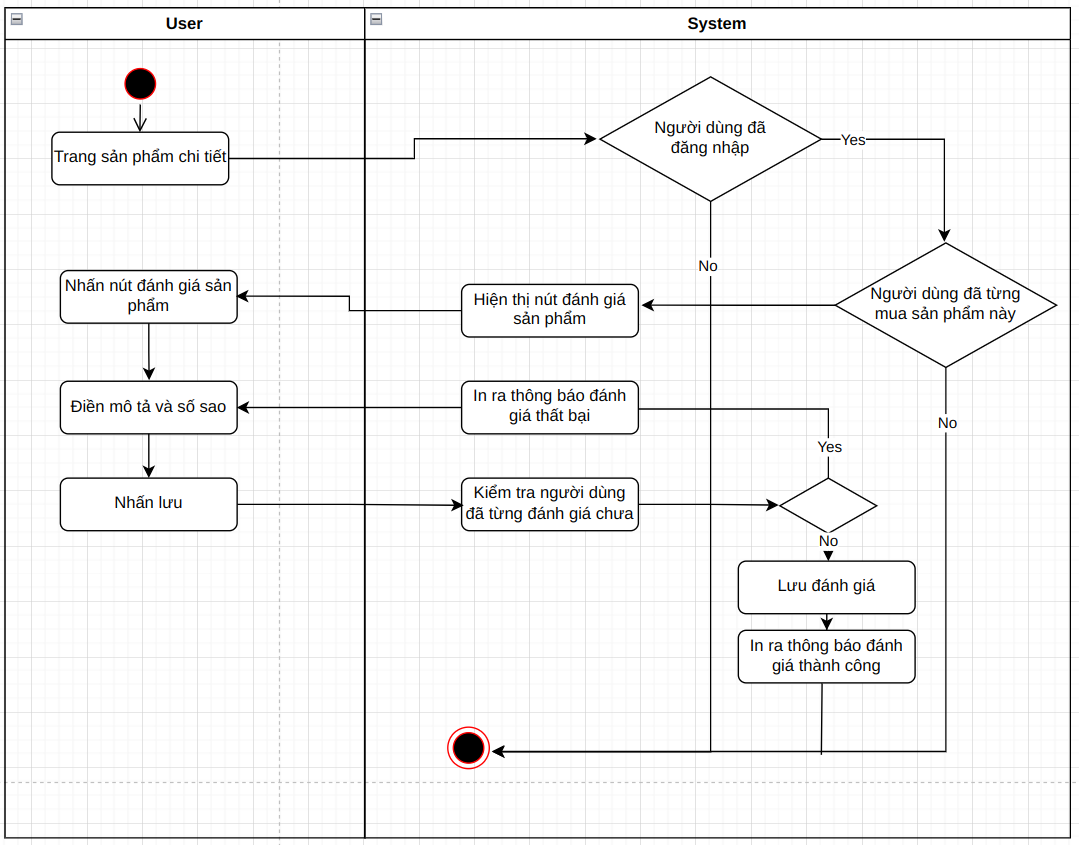 User
System
Trang sản phẩm chi tiết
Người dùng đã
đăng nhập
Yes
No
Nhấn nút đánh giá sản
phẩm
Hiện thị nút đánh giá
sản phẩm
Người dùng đã từng
mua sản phẩm này
Điền mô tả và số sao
In ra thông báo đánh
giá thất bại
No
Yes
Nhấn lưu
Kiểm tra người dùng
đã từng đánh giá chưa
No
Lưu đánh giá
In ra thông báo đánh
giá thành công